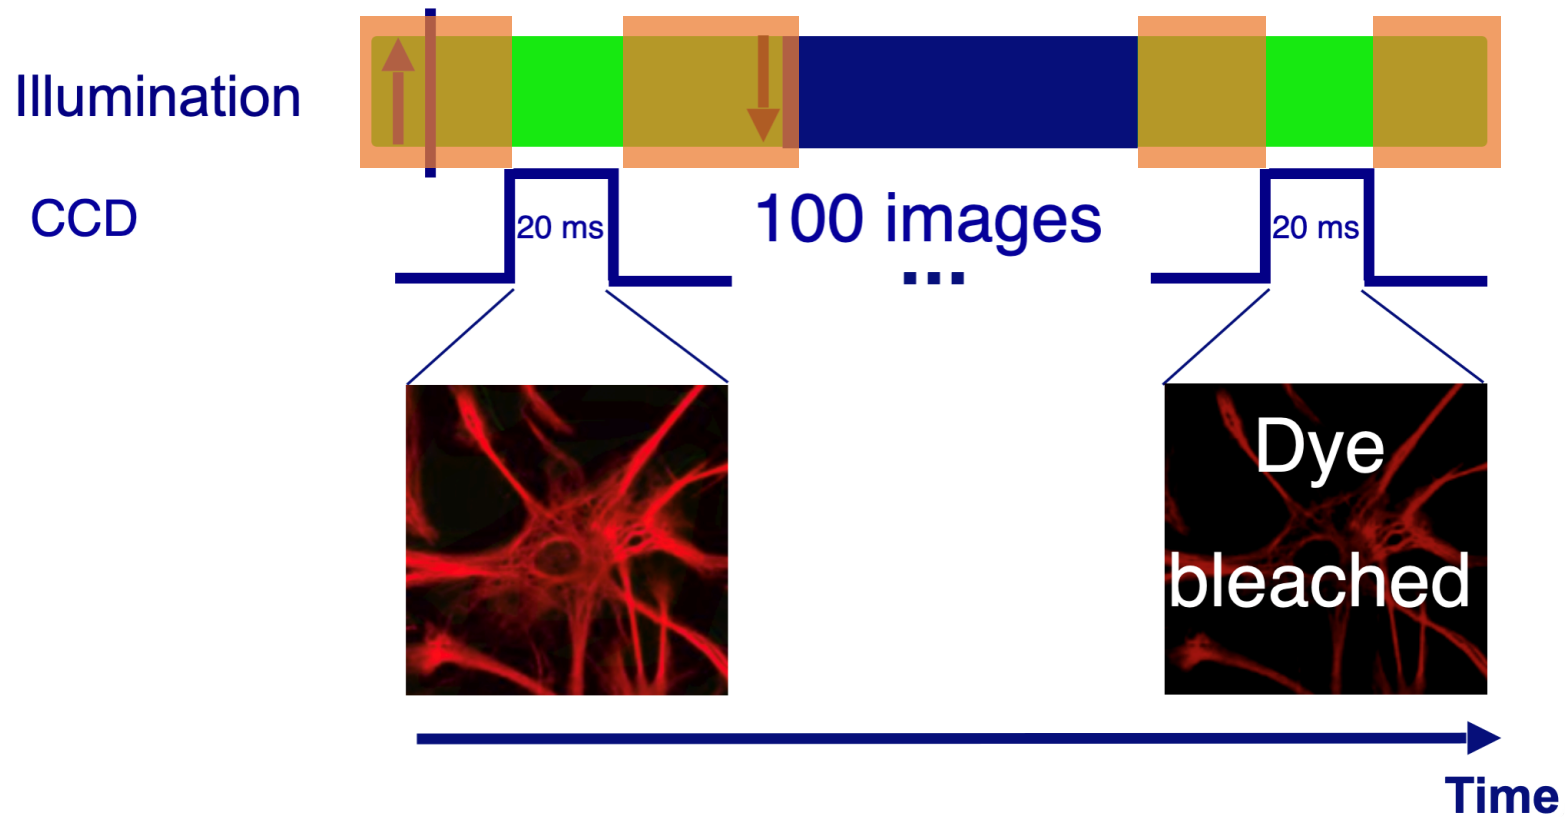 Illumination
CCD
20 ms
100 images
...
20 ms
Dye
bleached
Time